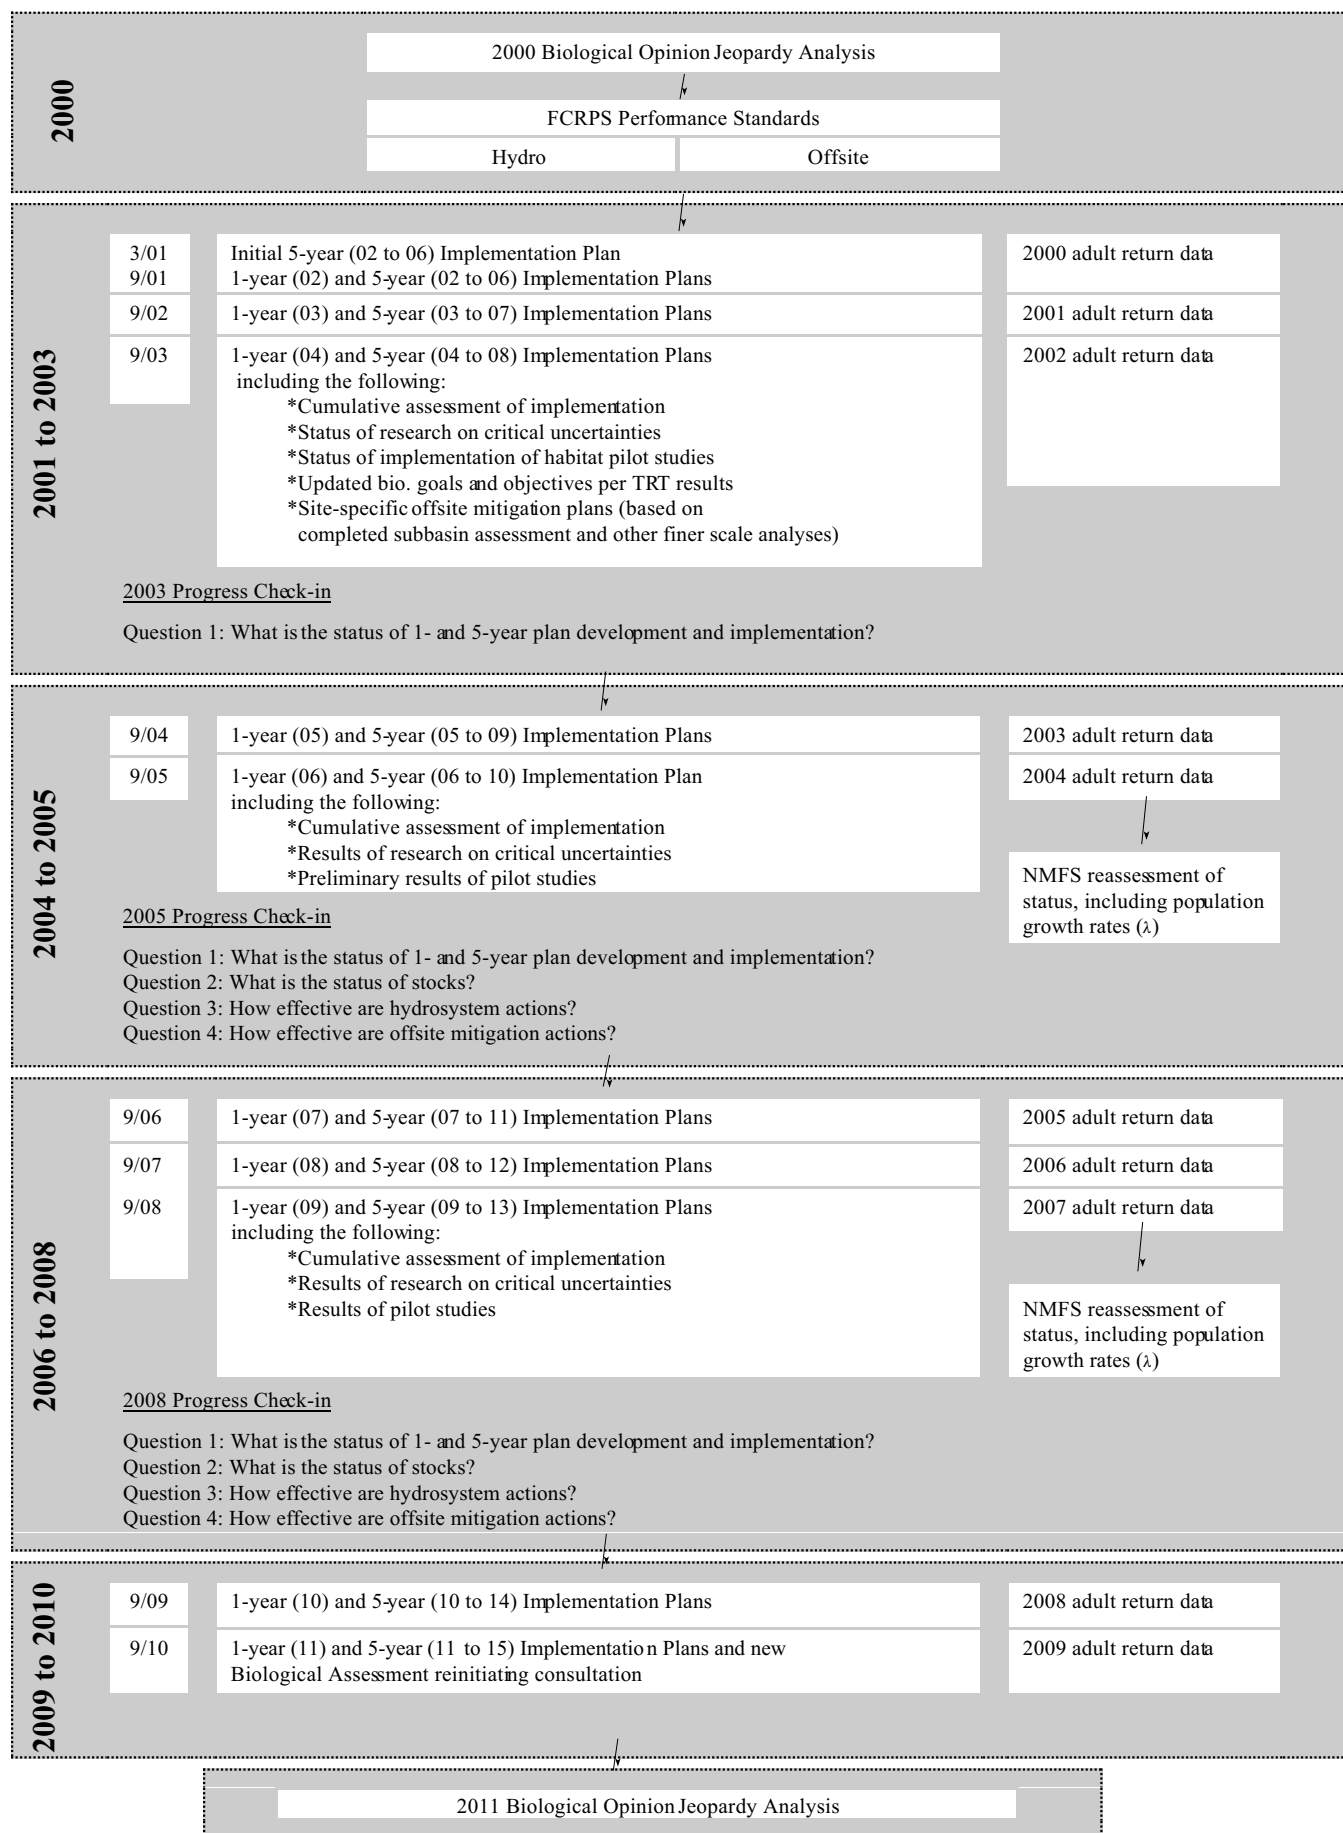 2000
2000 Biological Opinion Jeopardy Analysis
FCRPS Performance Standards
Hydro
Offsite
2001 to 2003
3/01
Initial 5-year (02 to 06) Implementation Plan
2000 adult return data
9/01
1-year (02) and 5-year (02 to 06) Implementation Plans
9/02
1-year (03) and 5-year (03 to 07) Implementation Plans
2001 adult return data
9/03
1-year (04) and 5-year (04 to 08) Implementation Plans
2002 adult return data
including the following:
*Cumulative assessment of implementation
*Status of research on critical uncertainties
*Status of implementation of habitat pilot studies
*Updated bio. goals and objectives per TRT results
*Site-specific offsite mitigation plans (based on
completed subbasin assessment and other finer scale analyses)
2003 Progress Check-in
Question 1: What is the status of 1- and 5-year plan development and implementation?
2004 to 2005
9/04
1-year (05) and 5-year (05 to 09) Implementation Plans
2003 adult return data
9/05
1-year (06) and 5-year (06 to 10) Implementation Plan
2004 adult return data
including the following:
*Cumulative assessment of implementation
*Results of research on critical uncertainties
*Preliminary results of pilot studies
NMFS reassessment of
status, including population
growth rates (λ)
2005 Progress Check-in
Question 1: What is the status of 1- and 5-year plan development and implementation?
Question 2: What is the status of stocks?
Question 3: How effective are hydrosystem actions?
Question 4: How effective are offsite mitigation actions?
2006 to 2008
9/06
1-year (07) and 5-year (07 to 11) Implementation Plans
2005 adult return data
9/07
1-year (08) and 5-year (08 to 12) Implementation Plans
2006 adult return data
9/08
1-year (09) and 5-year (09 to 13) Implementation Plans
2007 adult return data
including the following:
*Cumulative assessment of implementation
*Results of research on critical uncertainties
*Results of pilot studies
NMFS reassessment of
status, including population
growth rates (λ)
2008 Progress Check-in
Question 1: What is the status of 1- and 5-year plan development and implementation?
Question 2: What is the status of stocks?
Question 3: How effective are hydrosystem actions?
Question 4: How effective are offsite mitigation actions?
2009 to 2010
9/09
1-year (10) and 5-year (10 to 14) Implementation Plans
2008 adult return data
9/10
1-year (11) and 5-year (11 to 15) Implementation Plans and new
Biological Assessment reinitiating consultation
2009 adult return data
2011 Biological Opinion Jeopardy Analysis